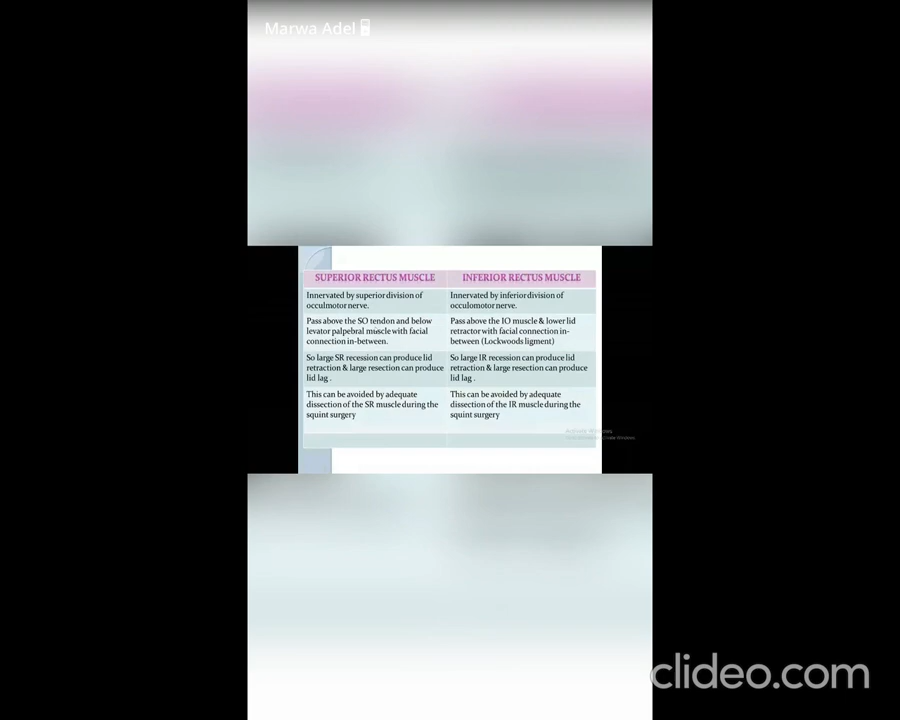 Marwa Adel
SUPERIOR RECTUS MUSCLE
INFERIOR RECTUS MUSCLE
Innervated by superior division of
occulmotor nerve.
Innervated by inferior division of
oculomotor nerve.
Pass above the SO tendon and below
levator palpebral muscle with facial
connection in-between.
Pass above the IO muscle & lower lid
retractor with facial connection in-
between (Lockwoods ligment)
So large SR recession can produce lid
retraction & large resection can produce
lid lag .
So large IR recession can produce lid
retraction & large resection can produce
lid lag .
This can be avoided by adequate
dissection of the SR muscle during the
squint surgery
This can be avoided by adequate
dissection of the IR muscle during the
squint surgery
Activate Windows
clideo.com